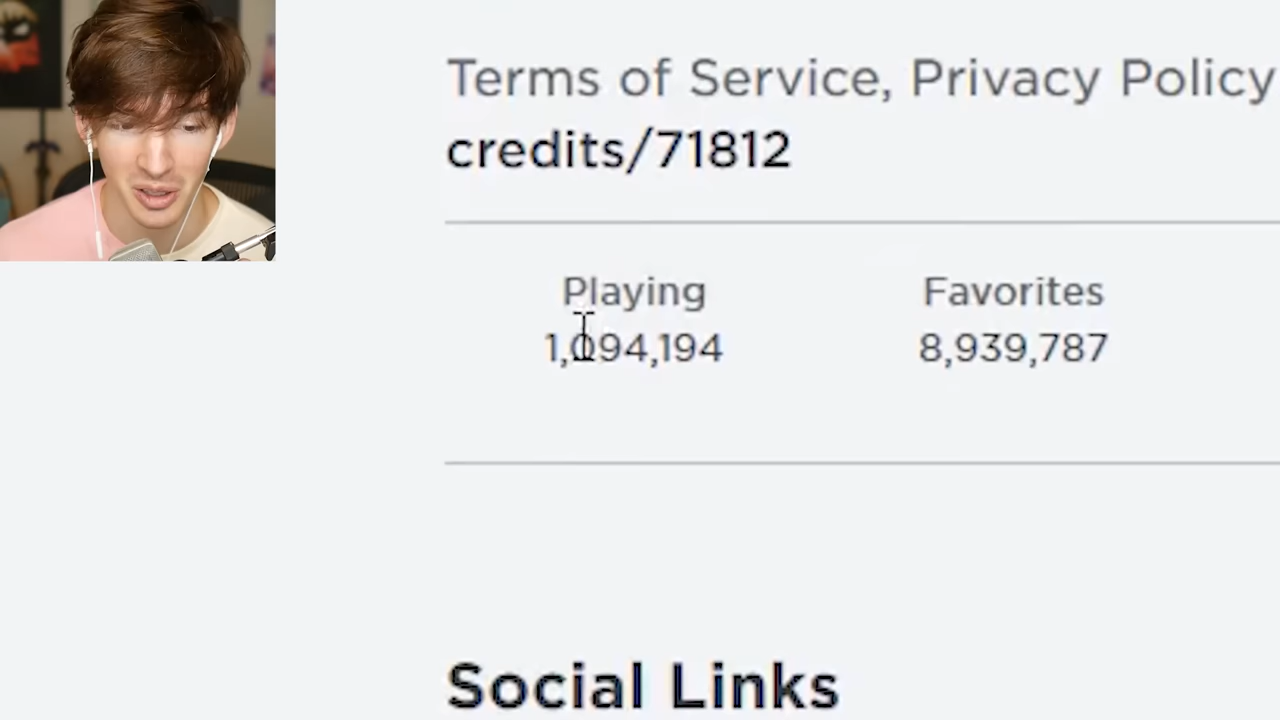 Terms of Service, Privacy Policy
credits/71812
Playing
Favorites
1,094,194
8,939,787
Social Links